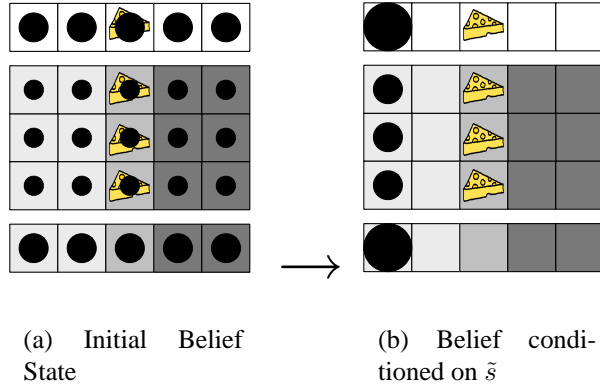 (a) Initial Belief
State
(b) Belief condi-
tioned on s̃